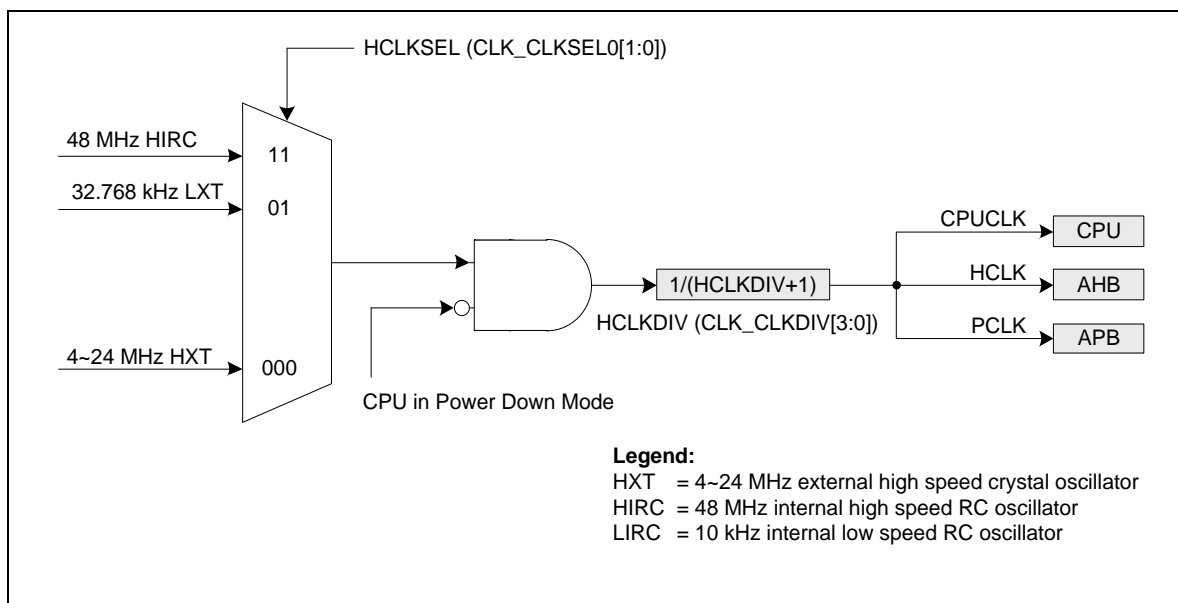 HCLKSEL (CLK_CLKSEL0[1:0])
48 MHz HIRC
11
32.768 kHz LXT
01
4~24 MHz HXT
000
CPU in Power Down Mode
1/(HCLKDIV+1)
HCLKDIV (CLK_CLKDIV[3:0])
CPUCLK
CPU
HCLK
AHB
PCLK
APB
Legend:
HXT = 4~24 MHz external high speed crystal oscillator
HIRC = 48 MHz internal high speed RC oscillator
LIRC = 10 kHz internal low speed RC oscillator